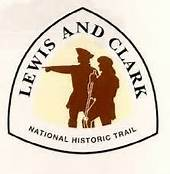 LEWIS AND CLARK
NATIONAL HISTORIC TRAIL